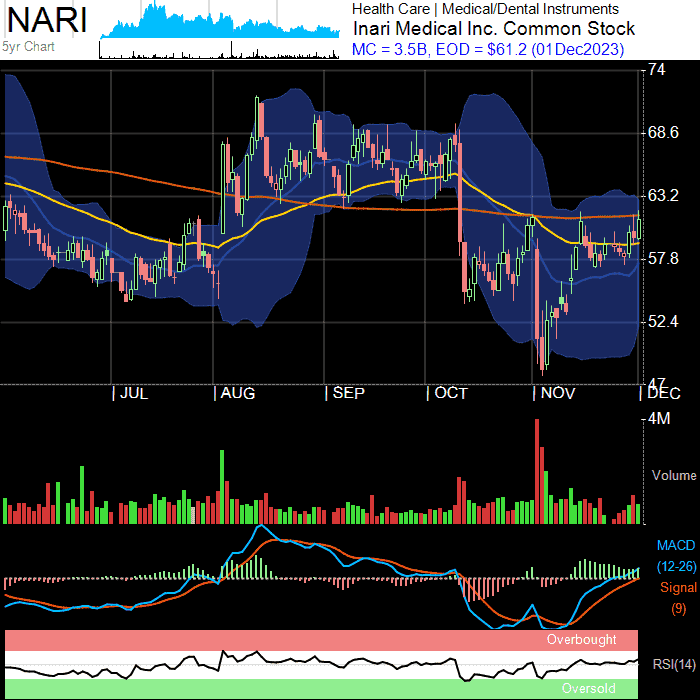 NARI
5yr Chart
Health Care | Medical/Dental Instruments
Inari Medical Inc. Common Stock
MC = 3.5B, EOD = $61.2 (01Dec2023)
74
68.6
63.2
57.8
52.4
47
| JUL | AUG | SEP | OCT | NOV | DEC
4M
Volume
MACD
(12-26)
Signal
(9)
Overbought
RSI(14)
Oversold